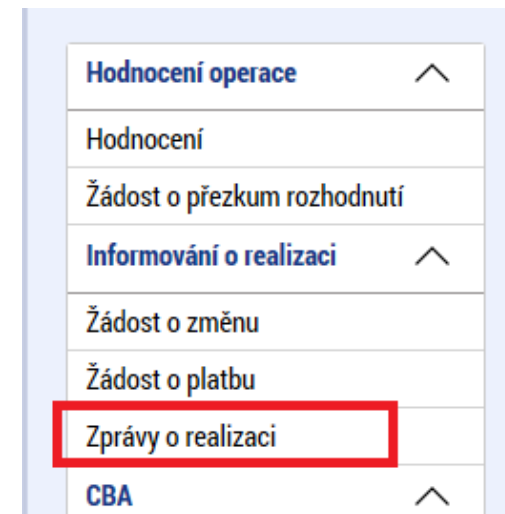 Hodnocení operace
Hodnocení
Žádost o přezkum rozhodnutí
Informování o realizaci
Žádost o změnu
Žádost o platbu
Zprávy o realizaci
CBA